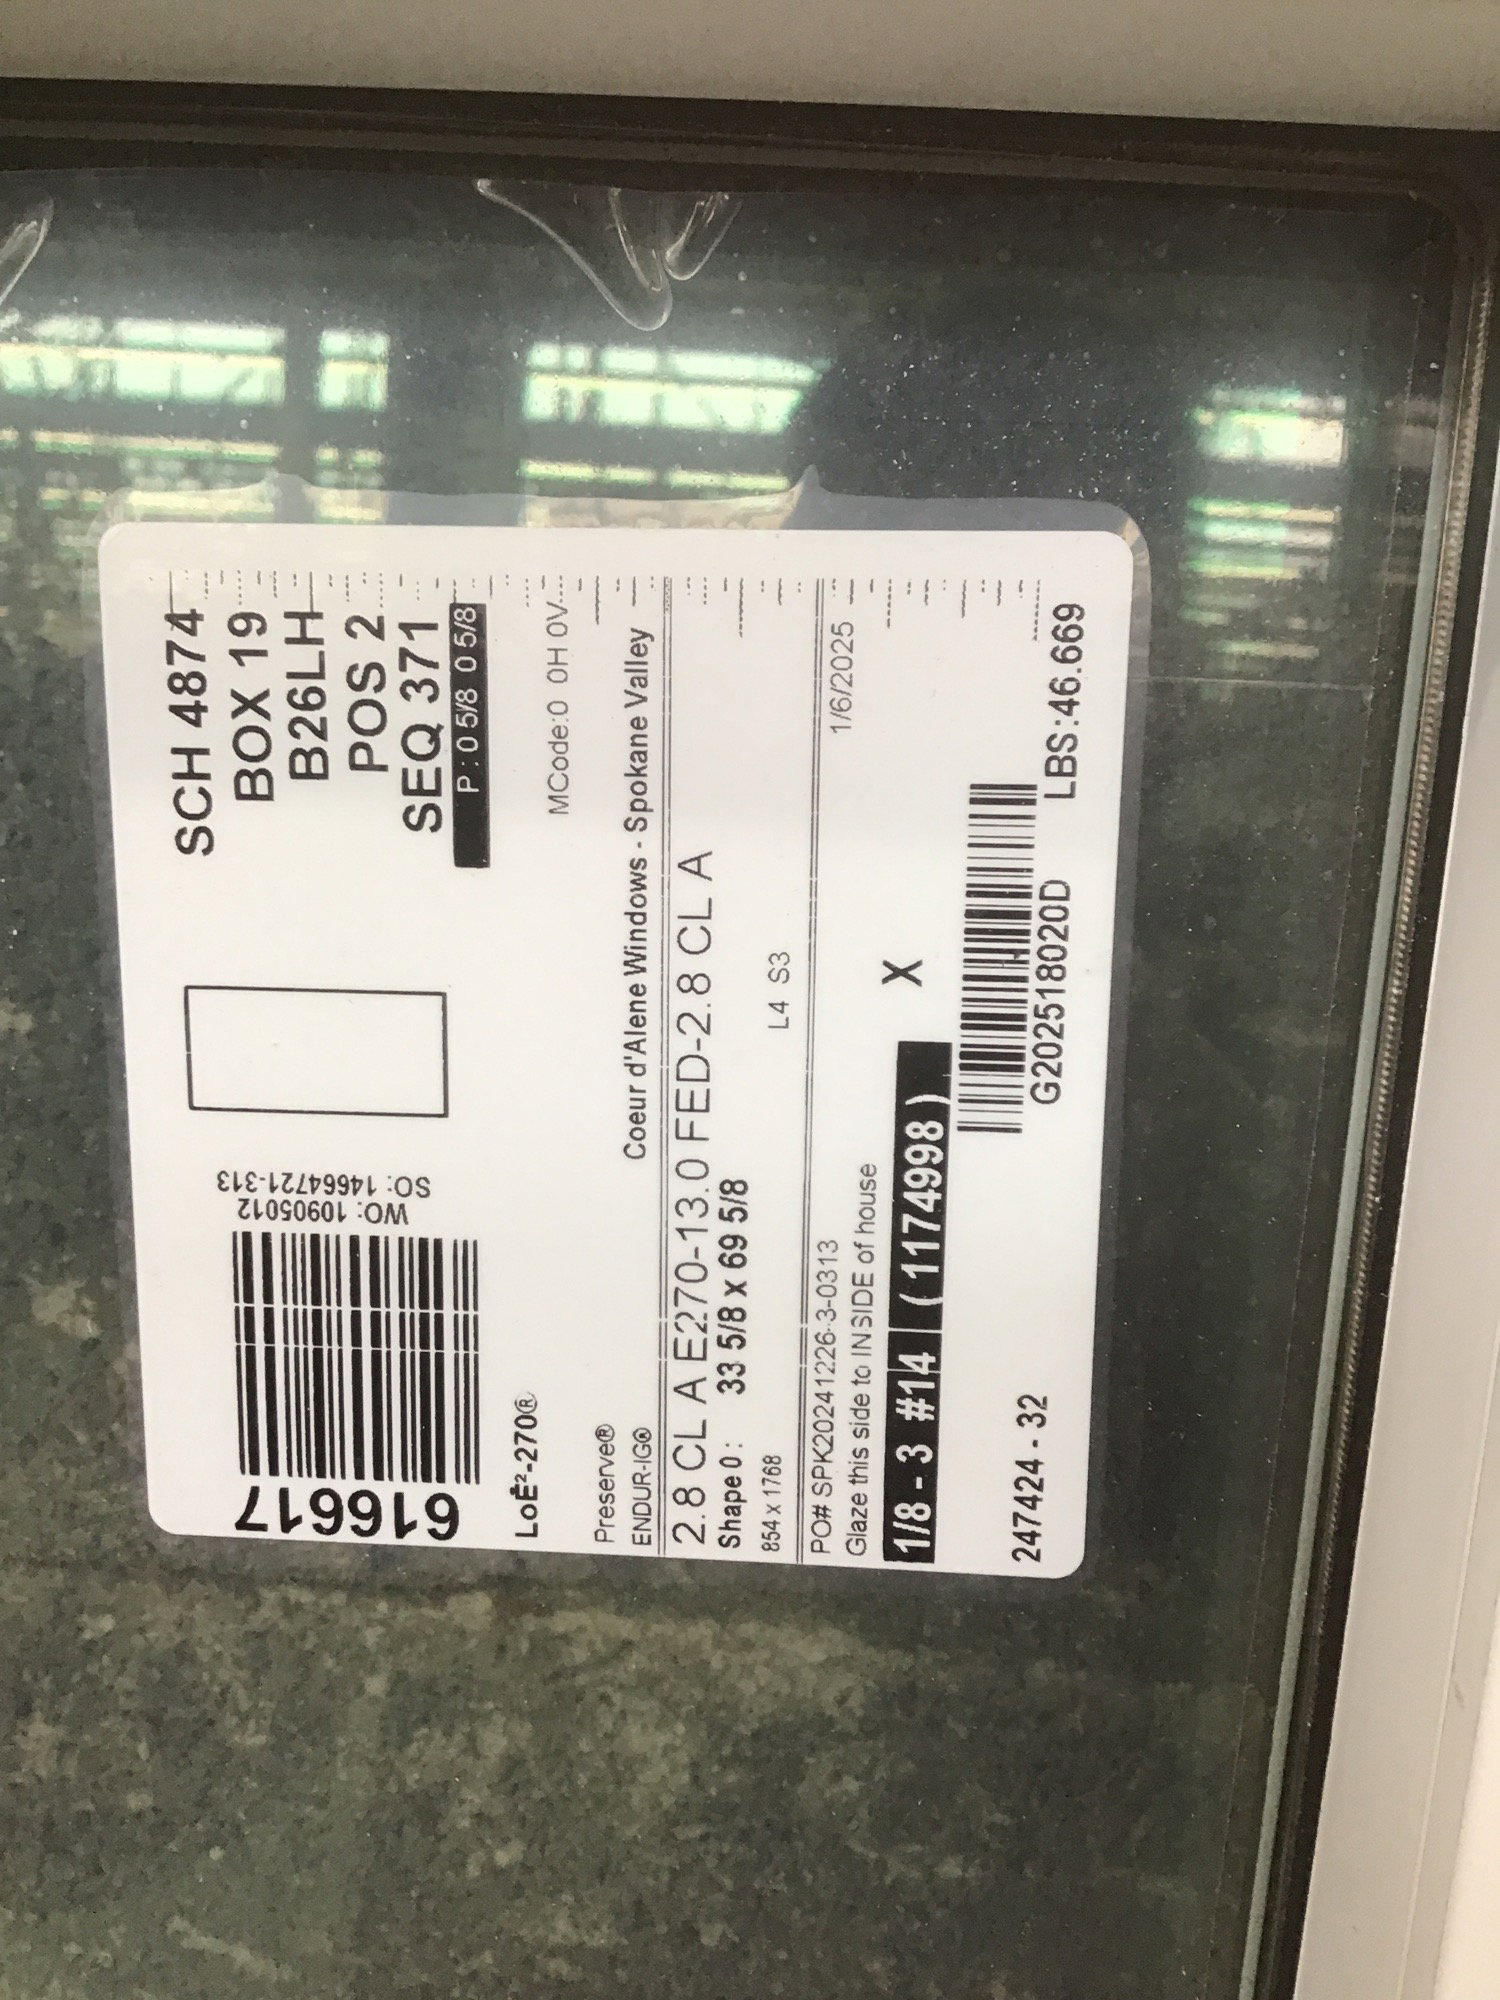 SCH 4874
BOX 19
B26LH
POS 2
SEQ 371
P : 0 5/8 0 5/8
616617
WO: 10905012
SO: 14664721-313
LoĒ²-270®
MCode:0 0H 0V
Preserve®
ENDUR-IG® Coeur d'Alene Windows - Spokane Valley
2.8 CL A E270-13.0 FED-2.8 CL A
Shape 0 : 33 5/8 x 69 5/8
854 x 1768 L4 S3
PO# SPK20241226-3-0313 1/6/2025
Glaze this side to INSIDE of house
1/8 - 3 #14 ( 1174998 ) X
247424 - 32 G202518020D LBS:46.669